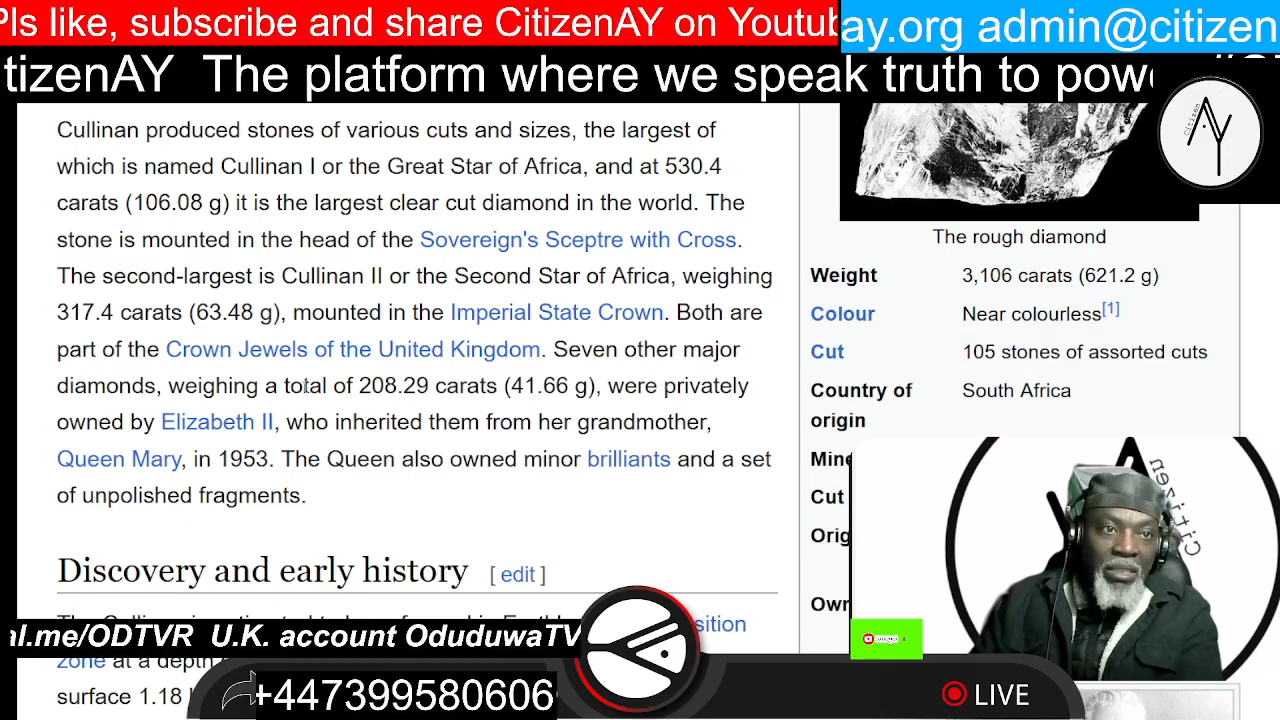 Pls like, subscribe and share CitizenAY on Youtub
ay.org admin@citizen
tizenAY The platform where we speak truth to powe
Citizen
AY
Cullinan produced stones of various cuts and sizes, the largest of
which is named Cullinan I or the Great Star of Africa, and at 530.4
carats (106.08 g) it is the largest clear cut diamond in the world. The
stone is mounted in the head of the Sovereign's Sceptre with Cross.
The second-largest is Cullinan II or the Second Star of Africa, weighing
317.4 carats (63.48 g), mounted in the Imperial State Crown. Both are
part of the Crown Jewels of the United Kingdom. Seven other major
diamonds, weighing a total of 208.29 carats (41.66 g), were privately
owned by Elizabeth II, who inherited them from her grandmother,
Queen Mary, in 1953. The Queen also owned minor brilliants and a set
of unpolished fragments.
Discovery and early history [ edit ]
sition
zone at a depth
surface 1.18
The rough diamond
Weight 3,106 carats (621.2 g)
Colour Near colourless[1]
Cut 105 stones of assorted cuts
Country of origin South Africa
Mine
Cut
Orig
Own
Citizen
al.me/ODTVR U.K. account OduduwaTV
+447399580606
LIVE